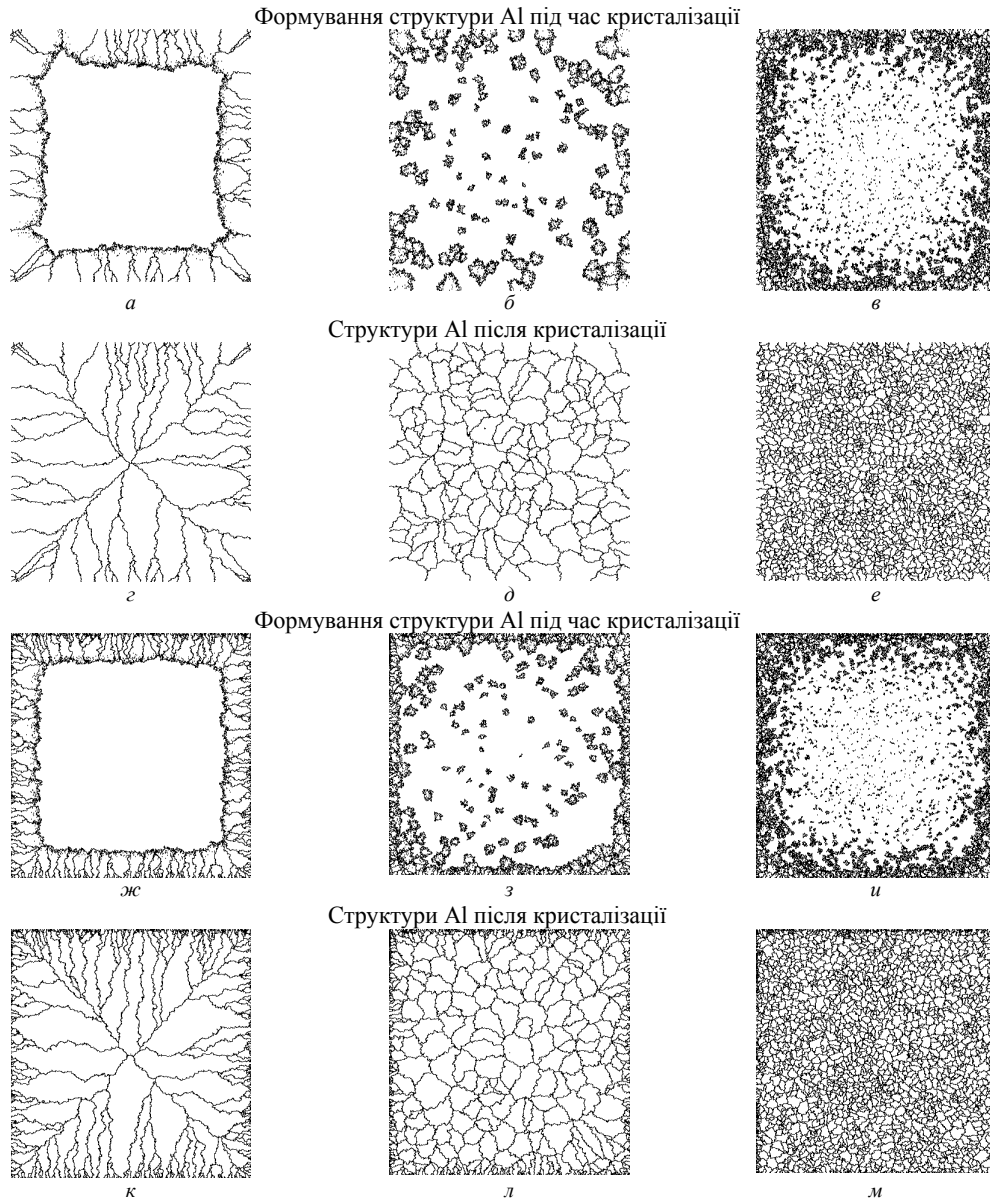 Формування структури Al під час кристалізації
а б в
Структури Al після кристалізації
г д е
Формування структури Al під час кристалізації
ж з и
Структури Al після кристалізації
к л м